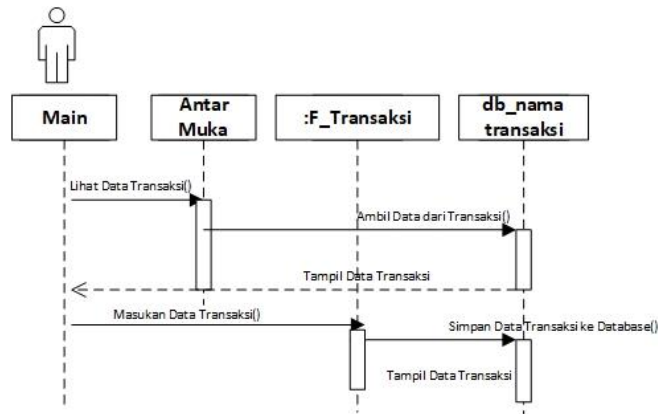 Main
Antar
Muka
:F_Transaksi
db_nama
transaksi
Lihat Data Transaksi()
Ambil Data dari Transaksi()
Tampil Data Transaksi
Masukan Data Transaksi()
Simpan Data Transaksi ke Database()
Tampil Data Transaksi